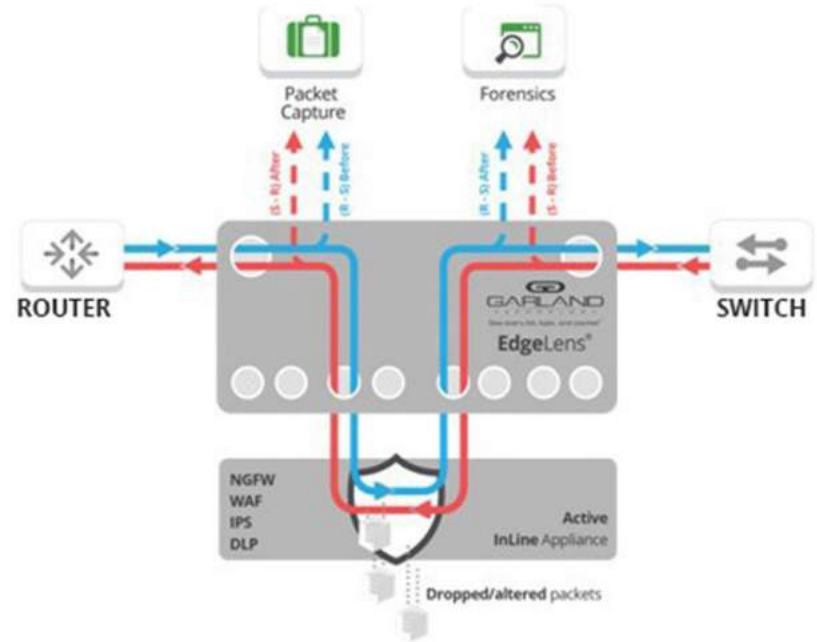 Packet
Capture
Forensics
(S - R) After
(R - S) Before
(R - S) After
(S - R) Before
ROUTER
SWITCH
GARLAND
EdgeLens®
NGFW
WAF
IPS
DLP
Active
InLine Appliance
Dropped/altered packets